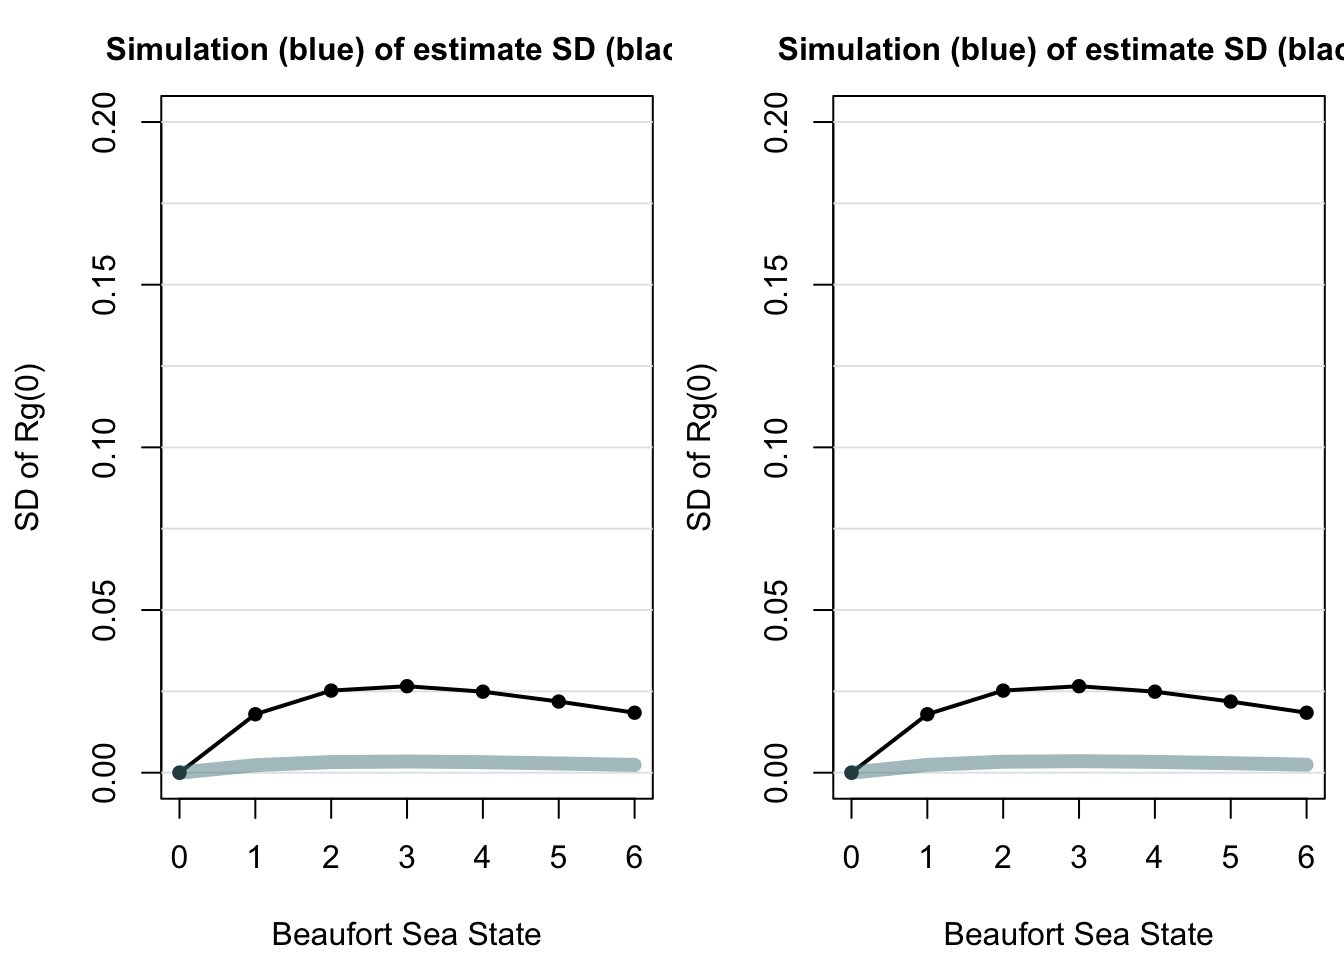 Simulation (blue) of estimate SD (blac
SD of Rg(0)
0.20
0.15
0.10
0.05
0.00
0 1 2 3 4 5 6
Beaufort Sea State
Simulation (blue) of estimate SD (blac
SD of Rg(0)
0.20
0.15
0.10
0.05
0.00
0 1 2 3 4 5 6
Beaufort Sea State